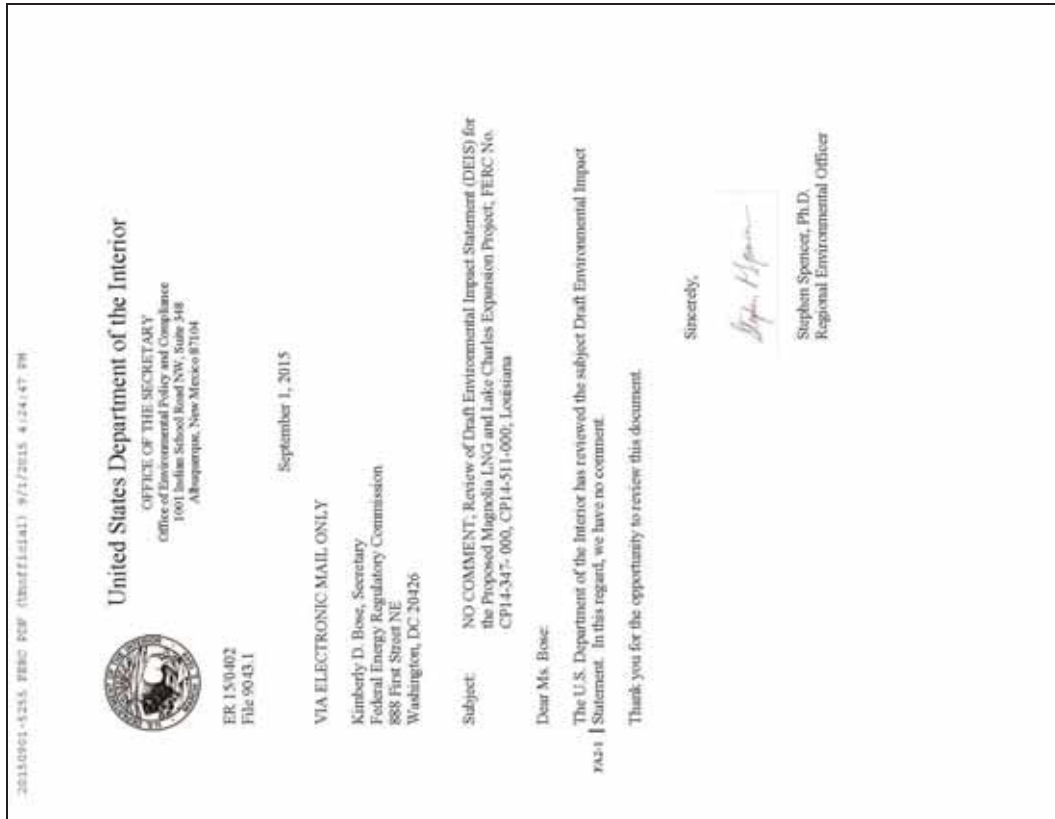 20150901-5255 FERC PDF (Unofficial) 9/1/2015 4:24:47 PM
United States Department of the Interior
OFFICE OF THE SECRETARY
Office of Environmental Policy and Compliance
1001 Indian School Road NW, Suite 348
Albuquerque, New Mexico 87104
ER 15/0402
File 9043.1
September 1, 2015
VIA ELECTRONIC MAIL ONLY
Kimberly D. Bose, Secretary
Federal Energy Regulatory Commission
888 First Street NE
Washington, DC 20426
Subject: NO COMMENT; Review of Draft Environmental Impact Statement (DEIS) for
the Proposed Magnolia LNG and Lake Charles Expansion Project; FERC No.
CP14-347- 000, CP14-511-000; Louisiana
Dear Ms. Bose:
The U.S. Department of the Interior has reviewed the subject Draft Environmental Impact
FA2-1 Statement. In this regard, we have no comment.
Thank you for the opportunity to review this document.
Sincerely,
Stephen Spencer, Ph.D.
Regional Environmental Officer